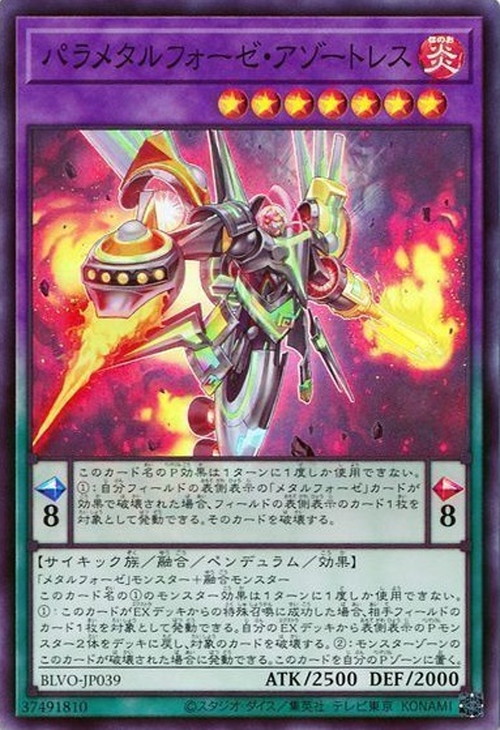 パラメタルフォーゼ・アゾートレス
炎
このカード名のP効果は1ターンに1度しか使用できない。
①:自分フィールドの表側表示の「メタルフォーゼ」カードが
効果で破壊された場合、フィールドの表側表示のカード1枚を
対象として発動できる。そのカードを破壊する。
8
8
【サイキック族/融合/ペンデュラム/効果】
「メタルフォーゼ」モンスター+融合モンスター
このカード名の①のモンスター効果は1ターンに1度しか使用できない。
①:このカードがEXデッキからの特殊召喚に成功した場合、相手フィールドの
カード1枚を対象として発動できる。自分のEXデッキから表側表示のPモン
スター2体をデッキに戻し、対象のカードを破壊する。②:モンスターゾーンの
このカードが破壊された場合に発動できる。このカードを自分のPゾーンに置く。
BLVO-JP039
ATK/2500 DEF/2000
37491810
©スタジオ・ダイス/集英社 テレビ東京 KONAMI